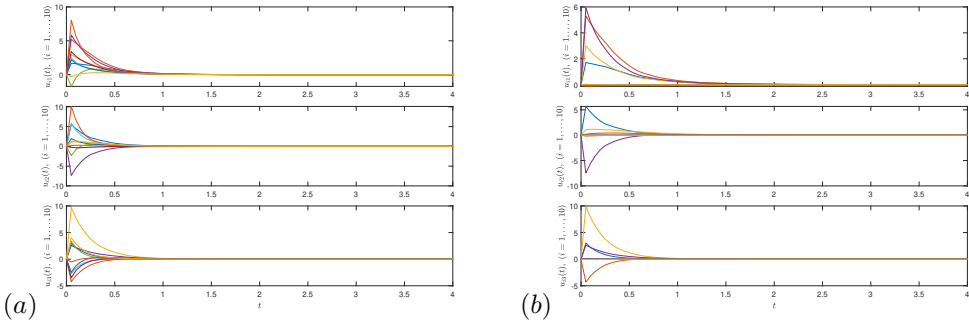 10
5
0
u_{i1}(t), (i = 1, ..., 10)
0 0.5 1 1.5 2 2.5 3 3.5 4
10
5
0
-5
-10
u_{i2}(t), (i = 1, ..., 10)
0 0.5 1 1.5 2 2.5 3 3.5 4
10
5
0
-5
u_{i3}(t), (i = 1, ..., 10)
0 0.5 1 1.5 2 2.5 3 3.5 4
t
(a)
6
4
2
0
u_{i1}(t), (i = 1, ..., 10)
0 0.5 1 1.5 2 2.5 3 3.5 4
5
0
-5
-10
u_{i2}(t), (i = 1, ..., 10)
0 0.5 1 1.5 2 2.5 3 3.5 4
10
5
0
-5
u_{i3}(t), (i = 1, ..., 10)
0 0.5 1 1.5 2 2.5 3 3.5 4
t
(b)